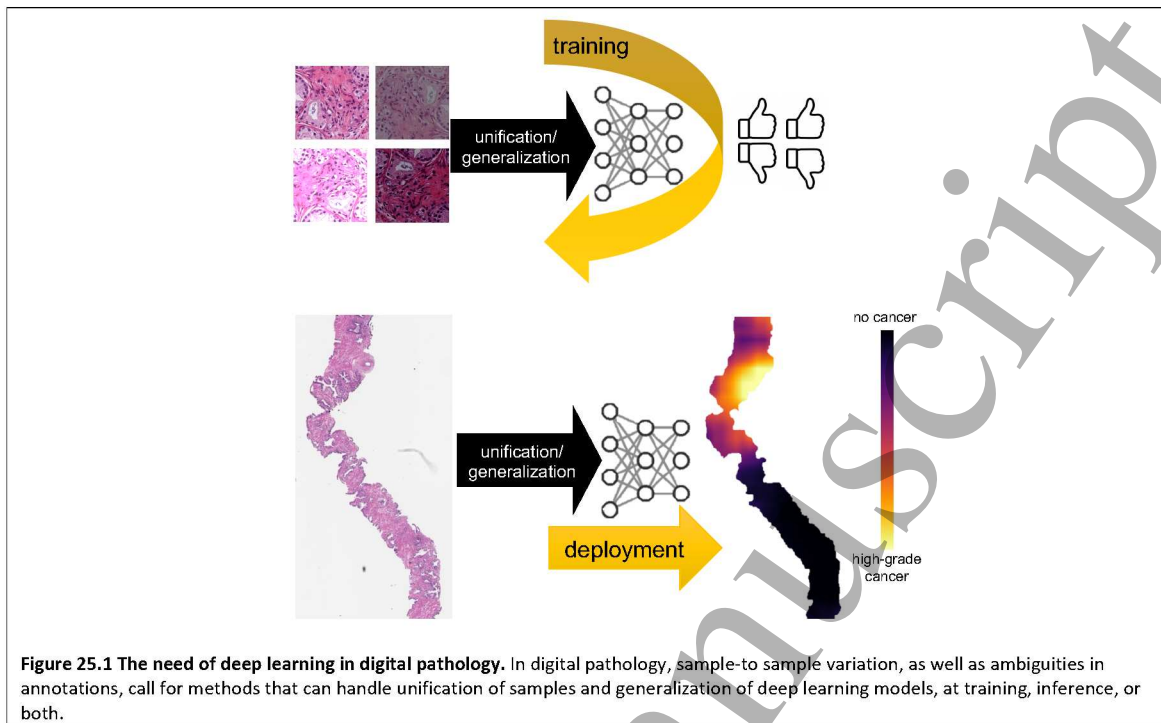 training
unification/
generalization
no cancer
unification/
generalization
deployment
high-grade
cancer
Figure 25.1 The need of deep learning in digital pathology. In digital pathology, sample-to sample variation, as well as ambiguities in
annotations, call for methods that can handle unification of samples and generalization of deep learning models, at training, inference, or
both.
nuscript